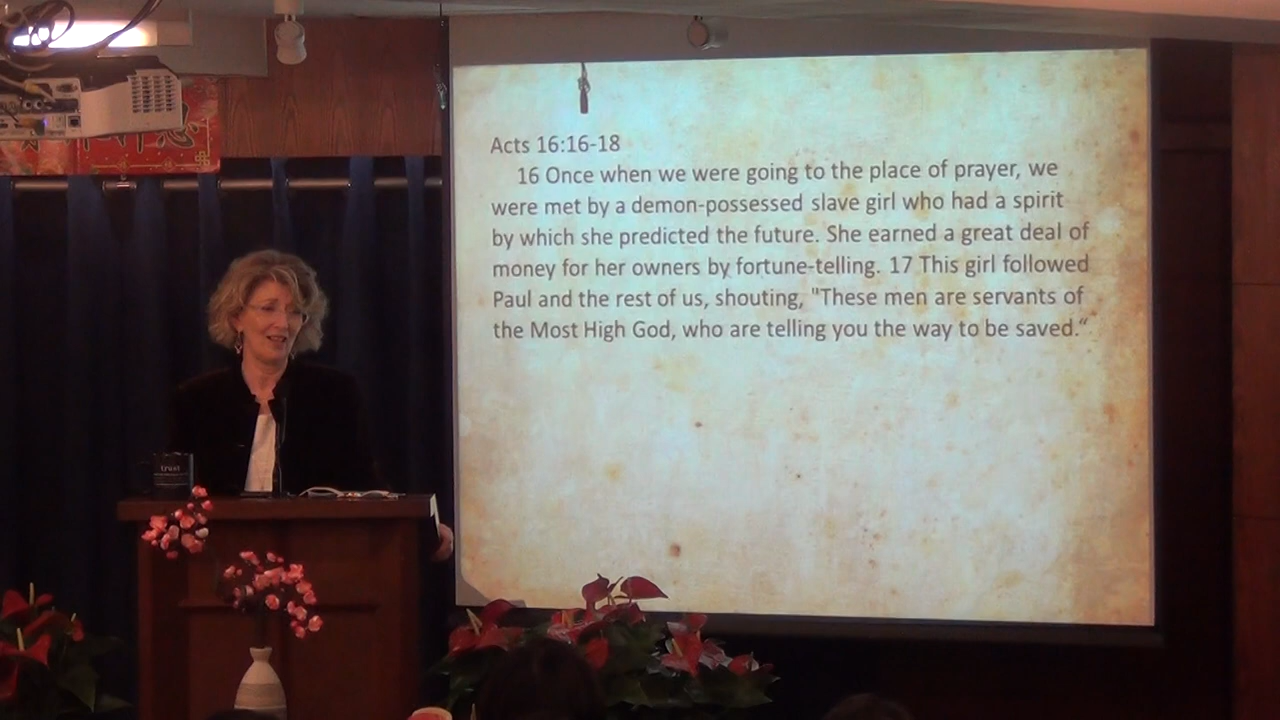 Acts 16:16-18
16 Once when we were going to the place of prayer, we
were met by a demon-possessed slave girl who had a spirit
by which she predicted the future. She earned a great deal of
money for her owners by fortune-telling. 17 This girl followed
Paul and the rest of us, shouting, "These men are servants of
the Most High God, who are telling you the way to be saved.“
trust